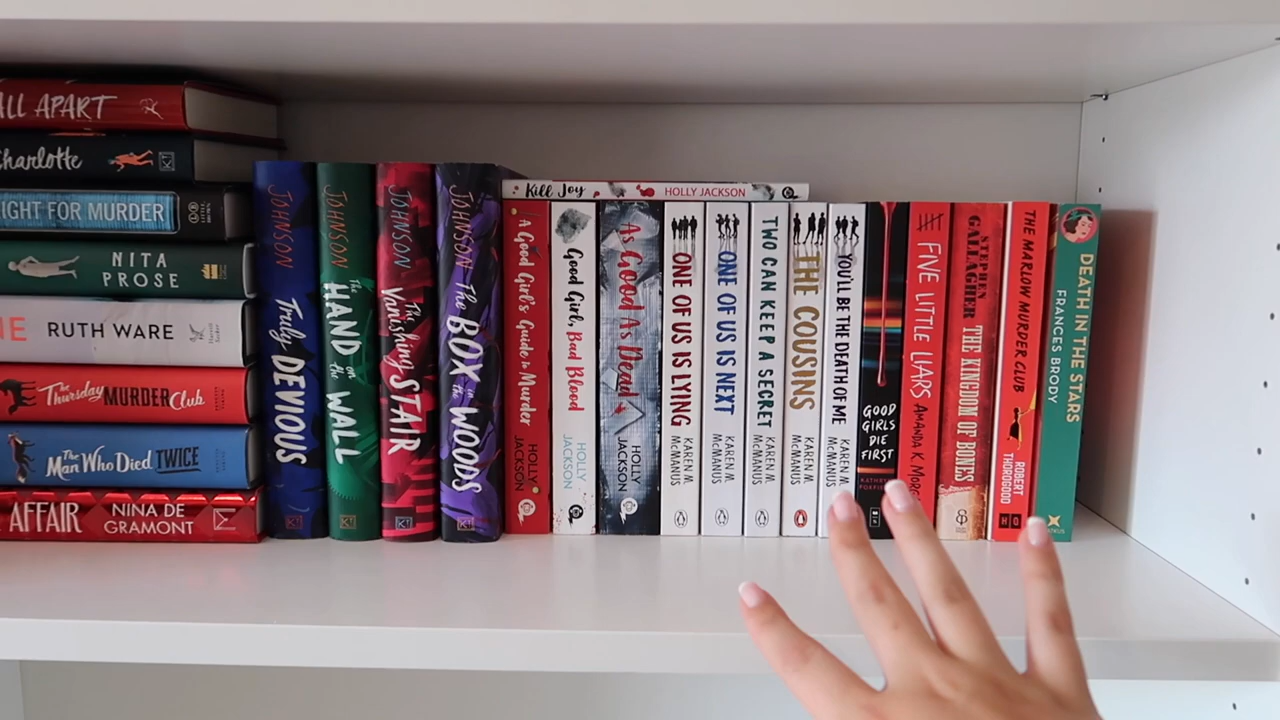 ALL APART
Charlotte
IGHT FOR MURDER
NITA
PROSE
NE
RUTH WARE
The Thursday MURDER Club
The Man Who Died TWICE
AFFAIR
NINA DE
GRAMONT
JOHNSON
Truly DEVIOUS
JOHNSON
The HAND on the WALL
JOHNSON
The Vanishing STAIR
JOHNSON
The BOX in the WOODS
Kill Joy
HOLLY JACKSON
A Good Girl's Guide to Murder
HOLLY
JACKSON
Good Girl, Bad Blood
HOLLY
JACKSON
As Good As Dead
HOLLY
JACKSON
ONE OF US IS LYING
KAREN M.
McMANUS
ONE OF US IS NEXT
KAREN M.
McMANUS
TWO CAN KEEP A SECRET
KAREN M.
McMANUS
THE COUSINS
KAREN M.
McMANUS
YOU'LL BE THE DEATH OF ME
KAREN M.
McMANUS
GOOD
GIRLS
DIE
FIRST
KATHRYN
FIVE LITTLE LIARS
AMANDA K.
STEPHEN
GALLAGHER
THE KINGDOM OF BONES
THE MARLOW MURDER CLUB
ROBERT
THOROGOOD
HQ
DEATH IN THE STARS
FRANCES BRODY